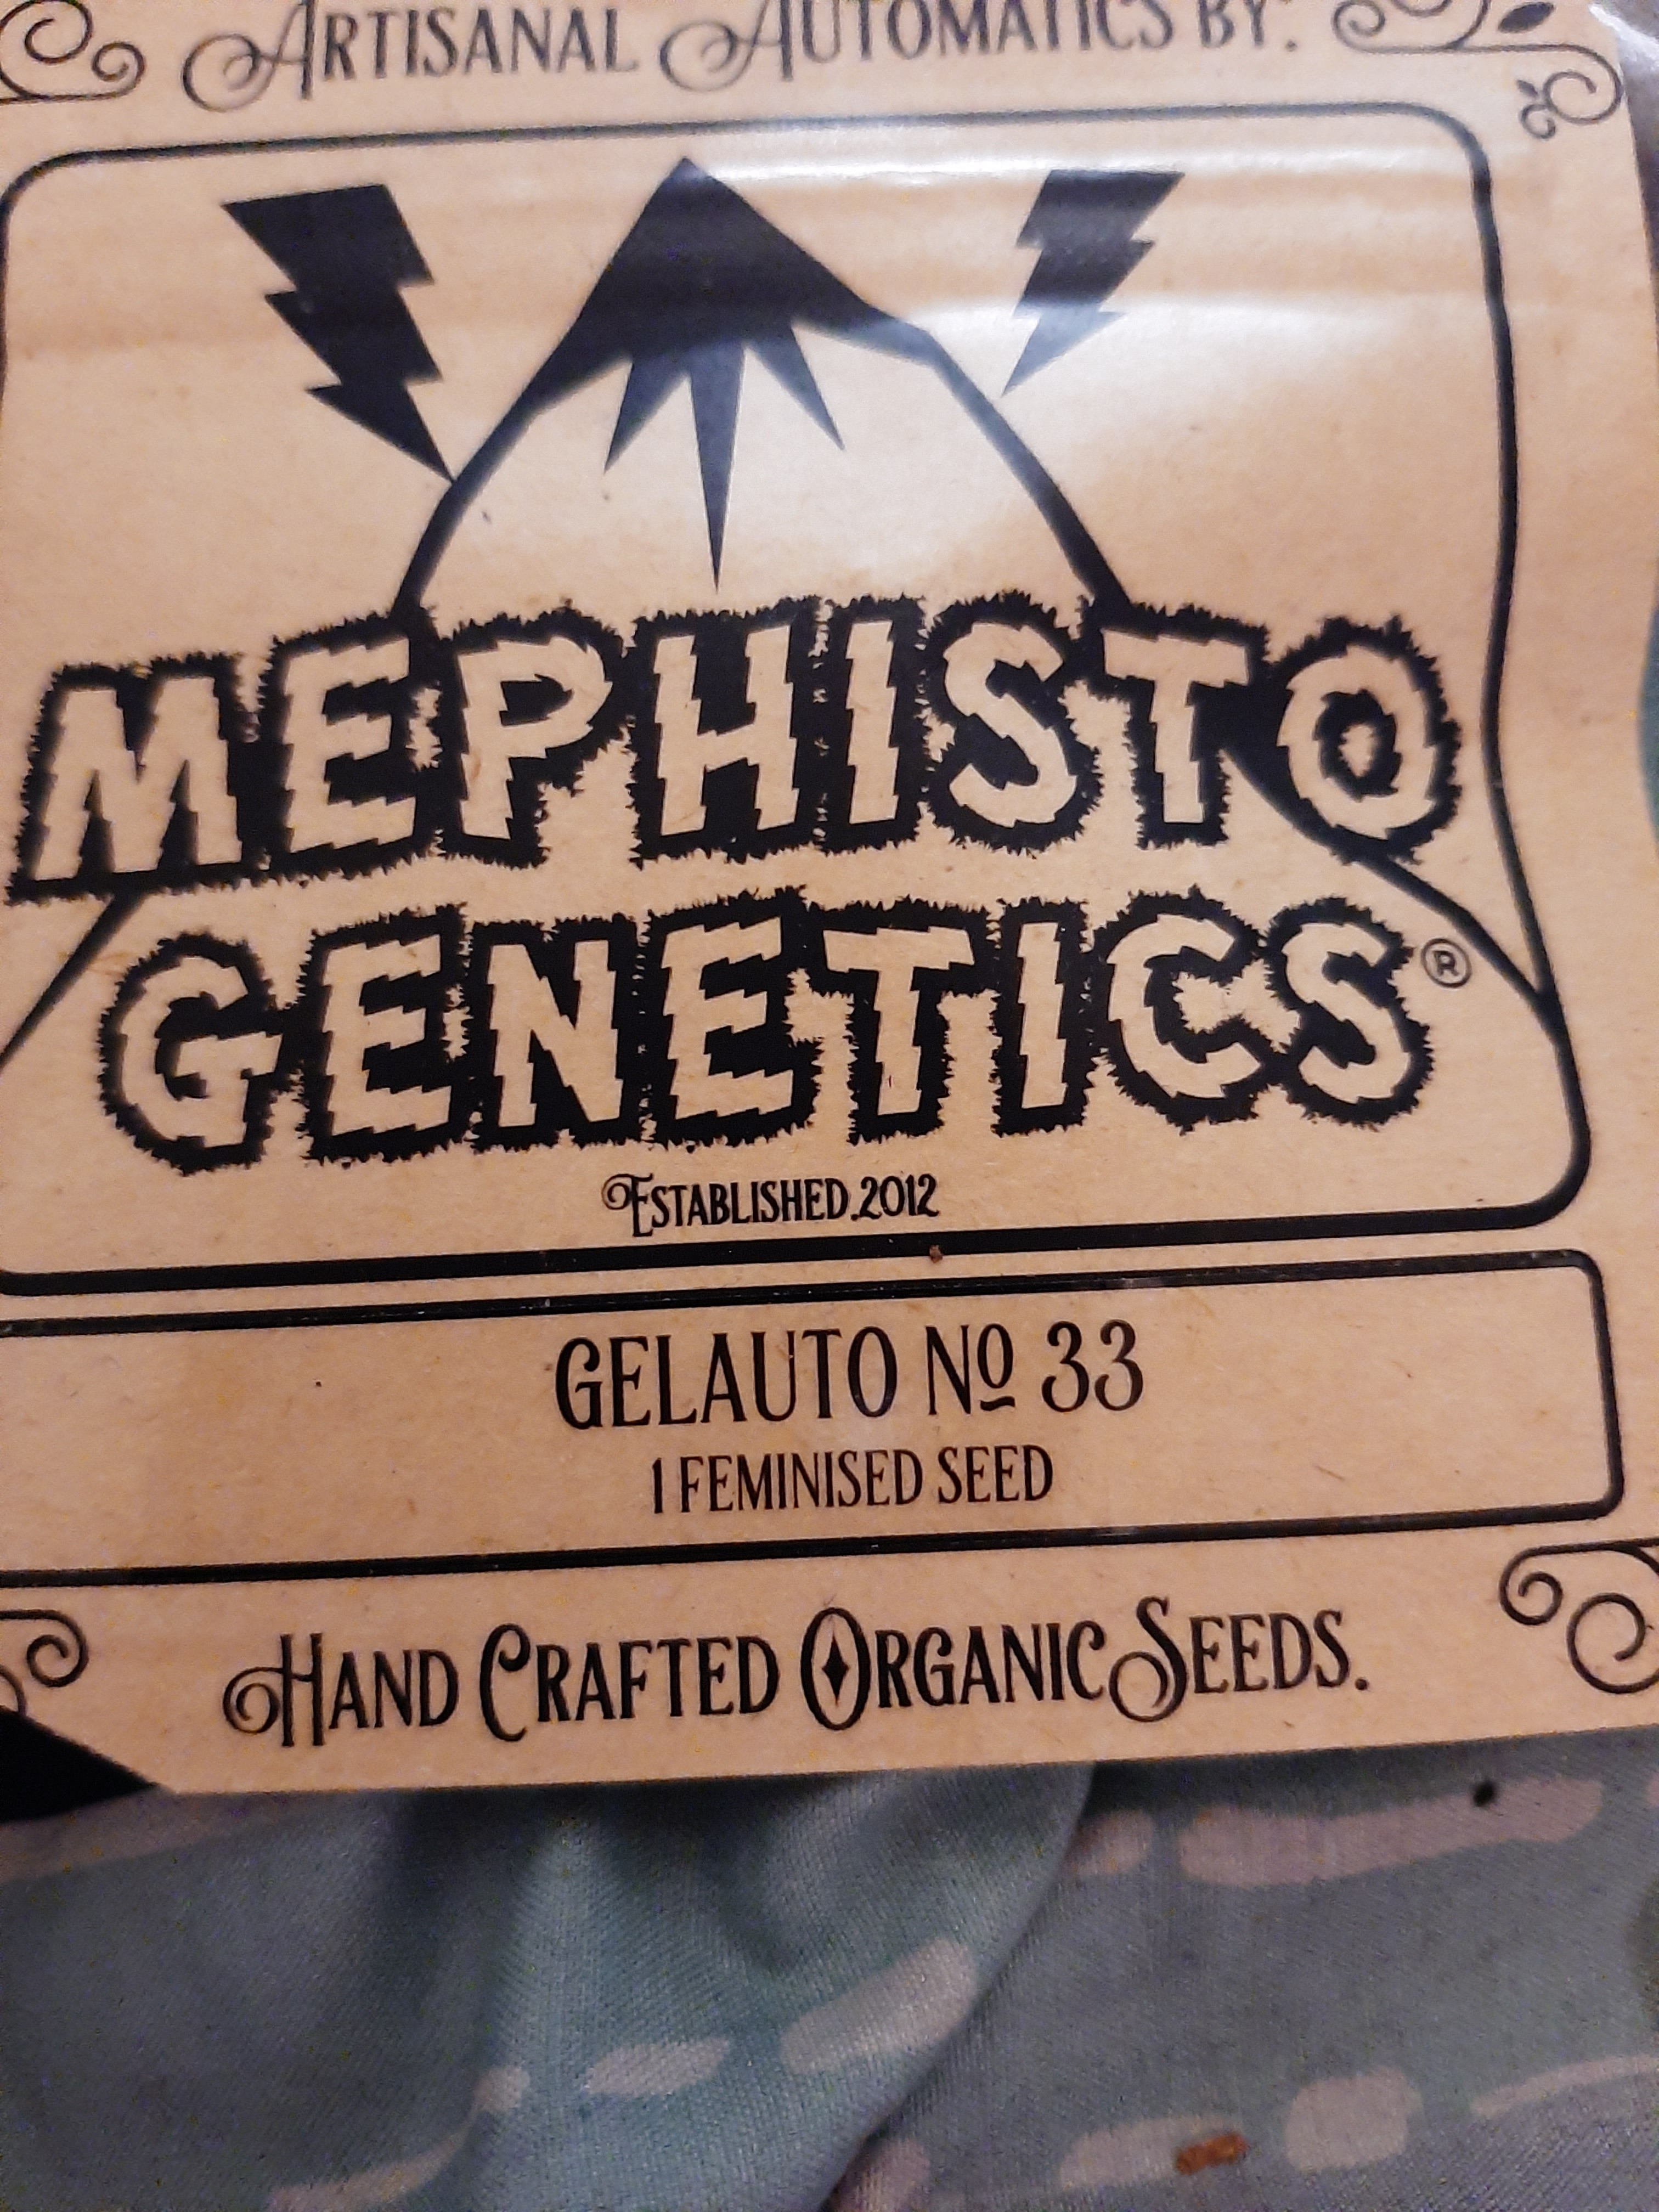 ARTISANAL AUTOMATICS BY:
MEPHISTO
GENETICS®
ESTABLISHED.2012
GELAUTO Nº 33
1 FEMINISED SEED
HAND CRAFTED ORGANIC SEEDS.